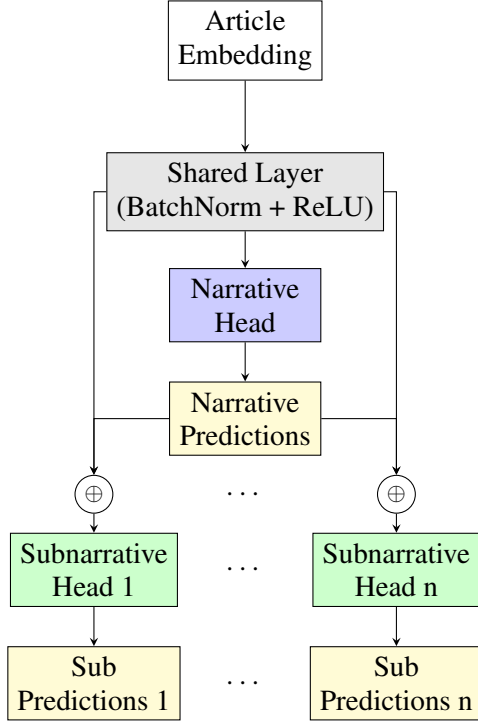 Article
Embedding
Shared Layer
(BatchNorm + ReLU)
Narrative
Head
Narrative
Predictions
⊕ . . . ⊕
Subnarrative
Head 1
. . .
Subnarrative
Head n
Sub
Predictions 1
. . .
Sub
Predictions n